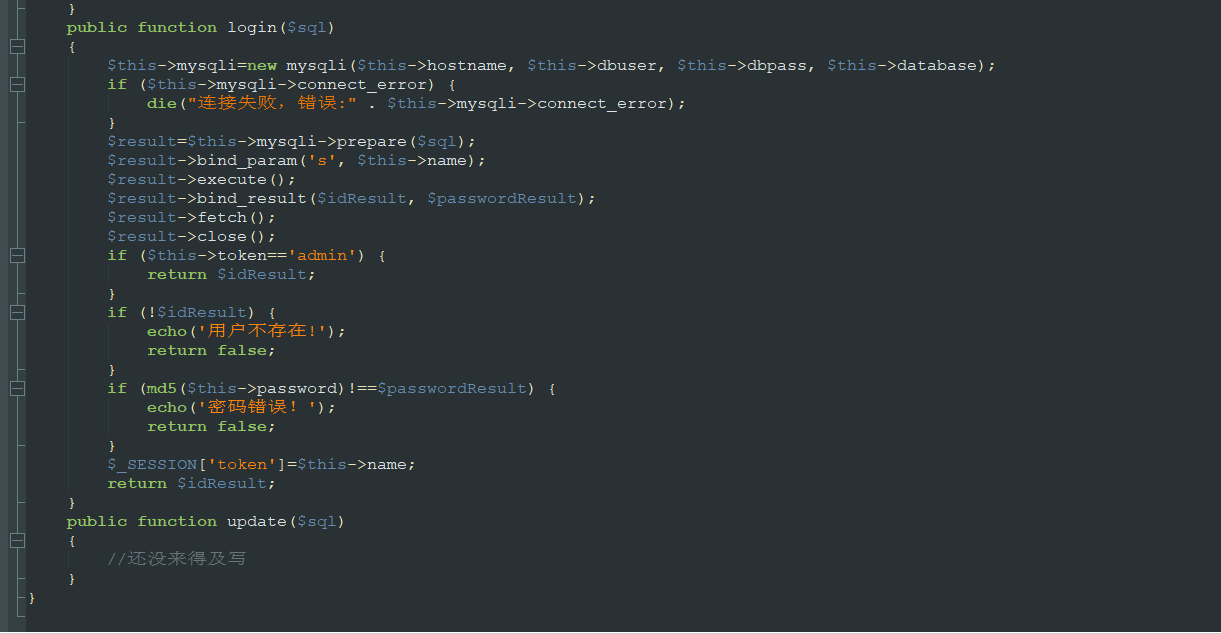 }
public function login($sql)
{
$this->mysqli=new mysqli($this->hostname, $this->dbuser, $this->dbpass, $this->database);
if ($this->mysqli->connect_error) {
die("连接失败，错误:" . $this->mysqli->connect_error);
}
$result=$this->mysqli->prepare($sql);
$result->bind_param('s', $this->name);
$result->execute();
$result->bind_result($idResult, $passwordResult);
$result->fetch();
$result->close();
if ($this->token=='admin') {
return $idResult;
}
if (!$idResult) {
echo('用户不存在!');
return false;
}
if (md5($this->password)!==$passwordResult) {
echo('密码错误！');
return false;
}
$_SESSION['token']=$this->name;
return $idResult;
}
public function update($sql)
{
//还没来得及写
}
}